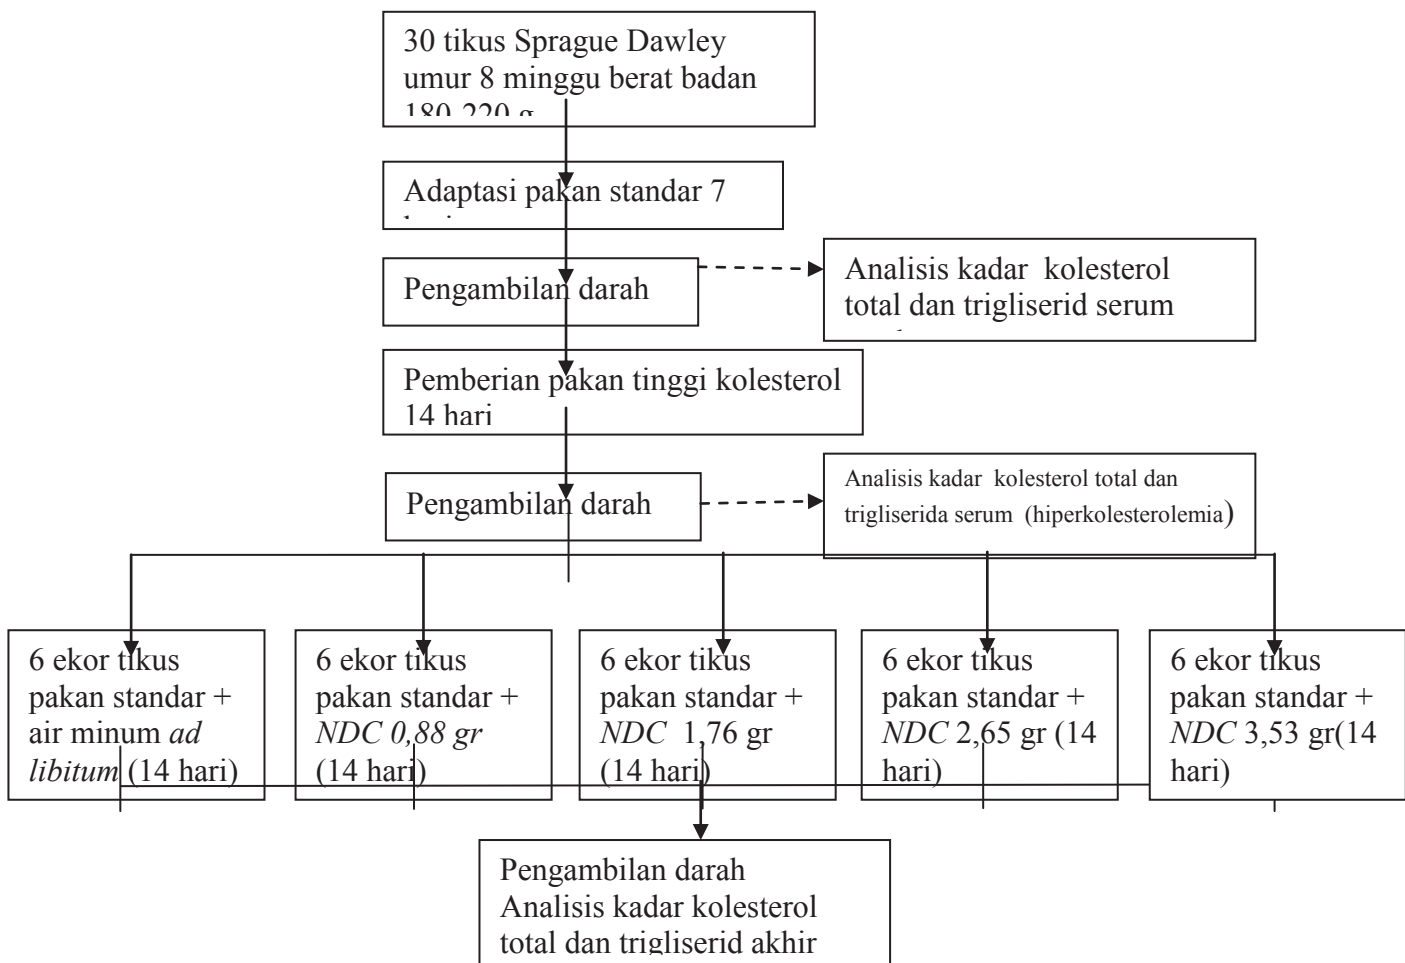 30 tikus Sprague Dawley
umur 8 minggu berat badan
180-220 g
Adaptasi pakan standar 7
Pengambilan darah
Analisis kadar kolesterol
total dan trigliserid serum
Pemberian pakan tinggi kolesterol
14 hari
Pengambilan darah
Analisis kadar kolesterol total dan
trigliserida serum (hiperkolesterolemia)
6 ekor tikus
pakan standar +
air minum ad
libitum (14 hari)
6 ekor tikus
pakan standar +
NDC 0,88 gr
(14 hari)
6 ekor tikus
pakan standar +
NDC 1,76 gr
(14 hari)
6 ekor tikus
pakan standar +
NDC 2,65 gr (14
hari)
6 ekor tikus
pakan standar +
NDC 3,53 gr(14
hari)
Pengambilan darah
Analisis kadar kolesterol
total dan trigliserid akhir